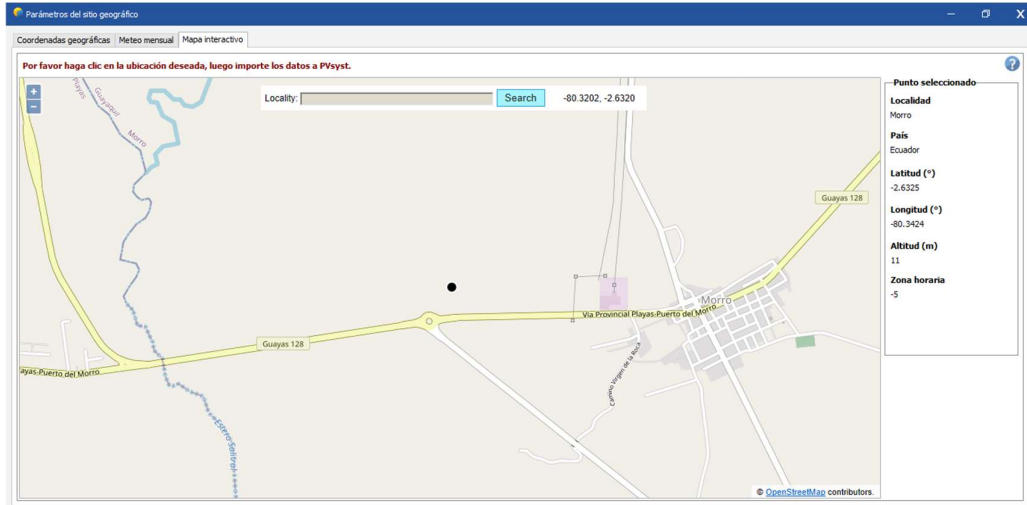 Parámetros del sitio geográfico
Coordenadas geográficas Meteo mensual Mapa interactivo
Por favor haga clic en la ubicación deseada, luego importe los datos a PVsyst.
Locality: Search -80.3202, -2.6320
Playas
Guayaquil
Morro
Guayas 128
Morro
Vía Provincial Playas-Puerto del Morro
Guayas 128
Camino Virgen de la Roca
ayas-Puerto del Morro
Estero Salitral
© OpenStreetMap contributors.
Punto seleccionado
Localidad
Morro
País
Ecuador
Latitud (°)
-2.6325
Longitud (°)
-80.3424
Altitud (m)
11
Zona horaria
-5